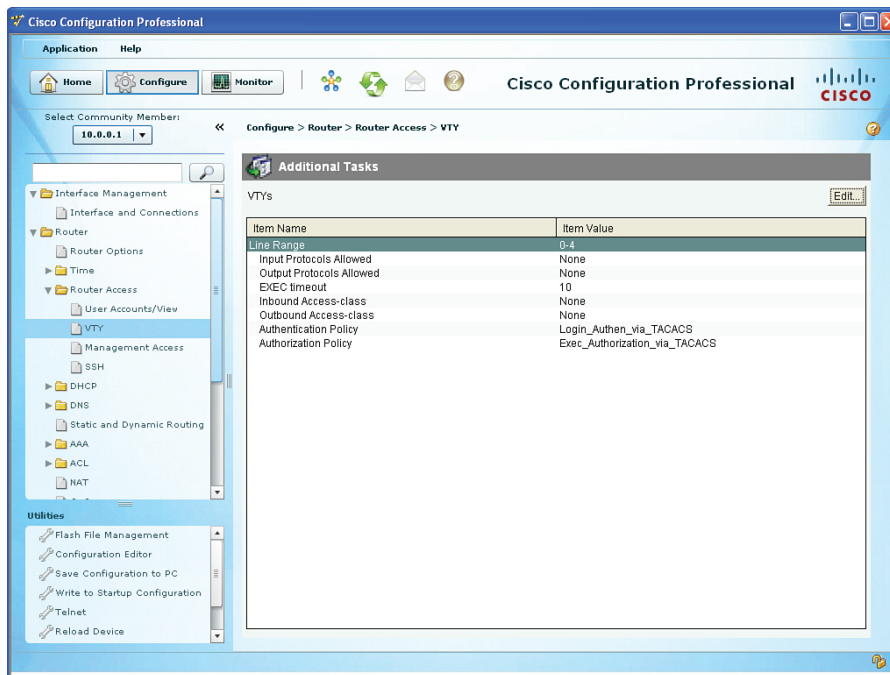 Cisco Configuration Professional
Application Help
Home Configure Monitor Cisco Configuration Professional CISCO
Select Community Member:
10.0.0.1
Configure > Router > Router Access > VTY
Additional Tasks
VTYs Edit...
Interface Management
Interface and Connections
Router
Router Options
Time
Router Access
User Accounts/View
VTY
Management Access
SSH
DHCP
DNS
Static and Dynamic Routing
AAA
ACL
NAT
Item Name Item Value
Line Range 0-4
Input Protocols Allowed None
Output Protocols Allowed None
EXEC timeout 10
Inbound Access-class None
Outbound Access-class None
Authentication Policy Login_Authen_via_TACACS
Authorization Policy Exec_Authorization_via_TACACS
Utilities
Flash File Management
Configuration Editor
Save Configuration to PC
Write to Startup Configuration
Telnet
Reload Device